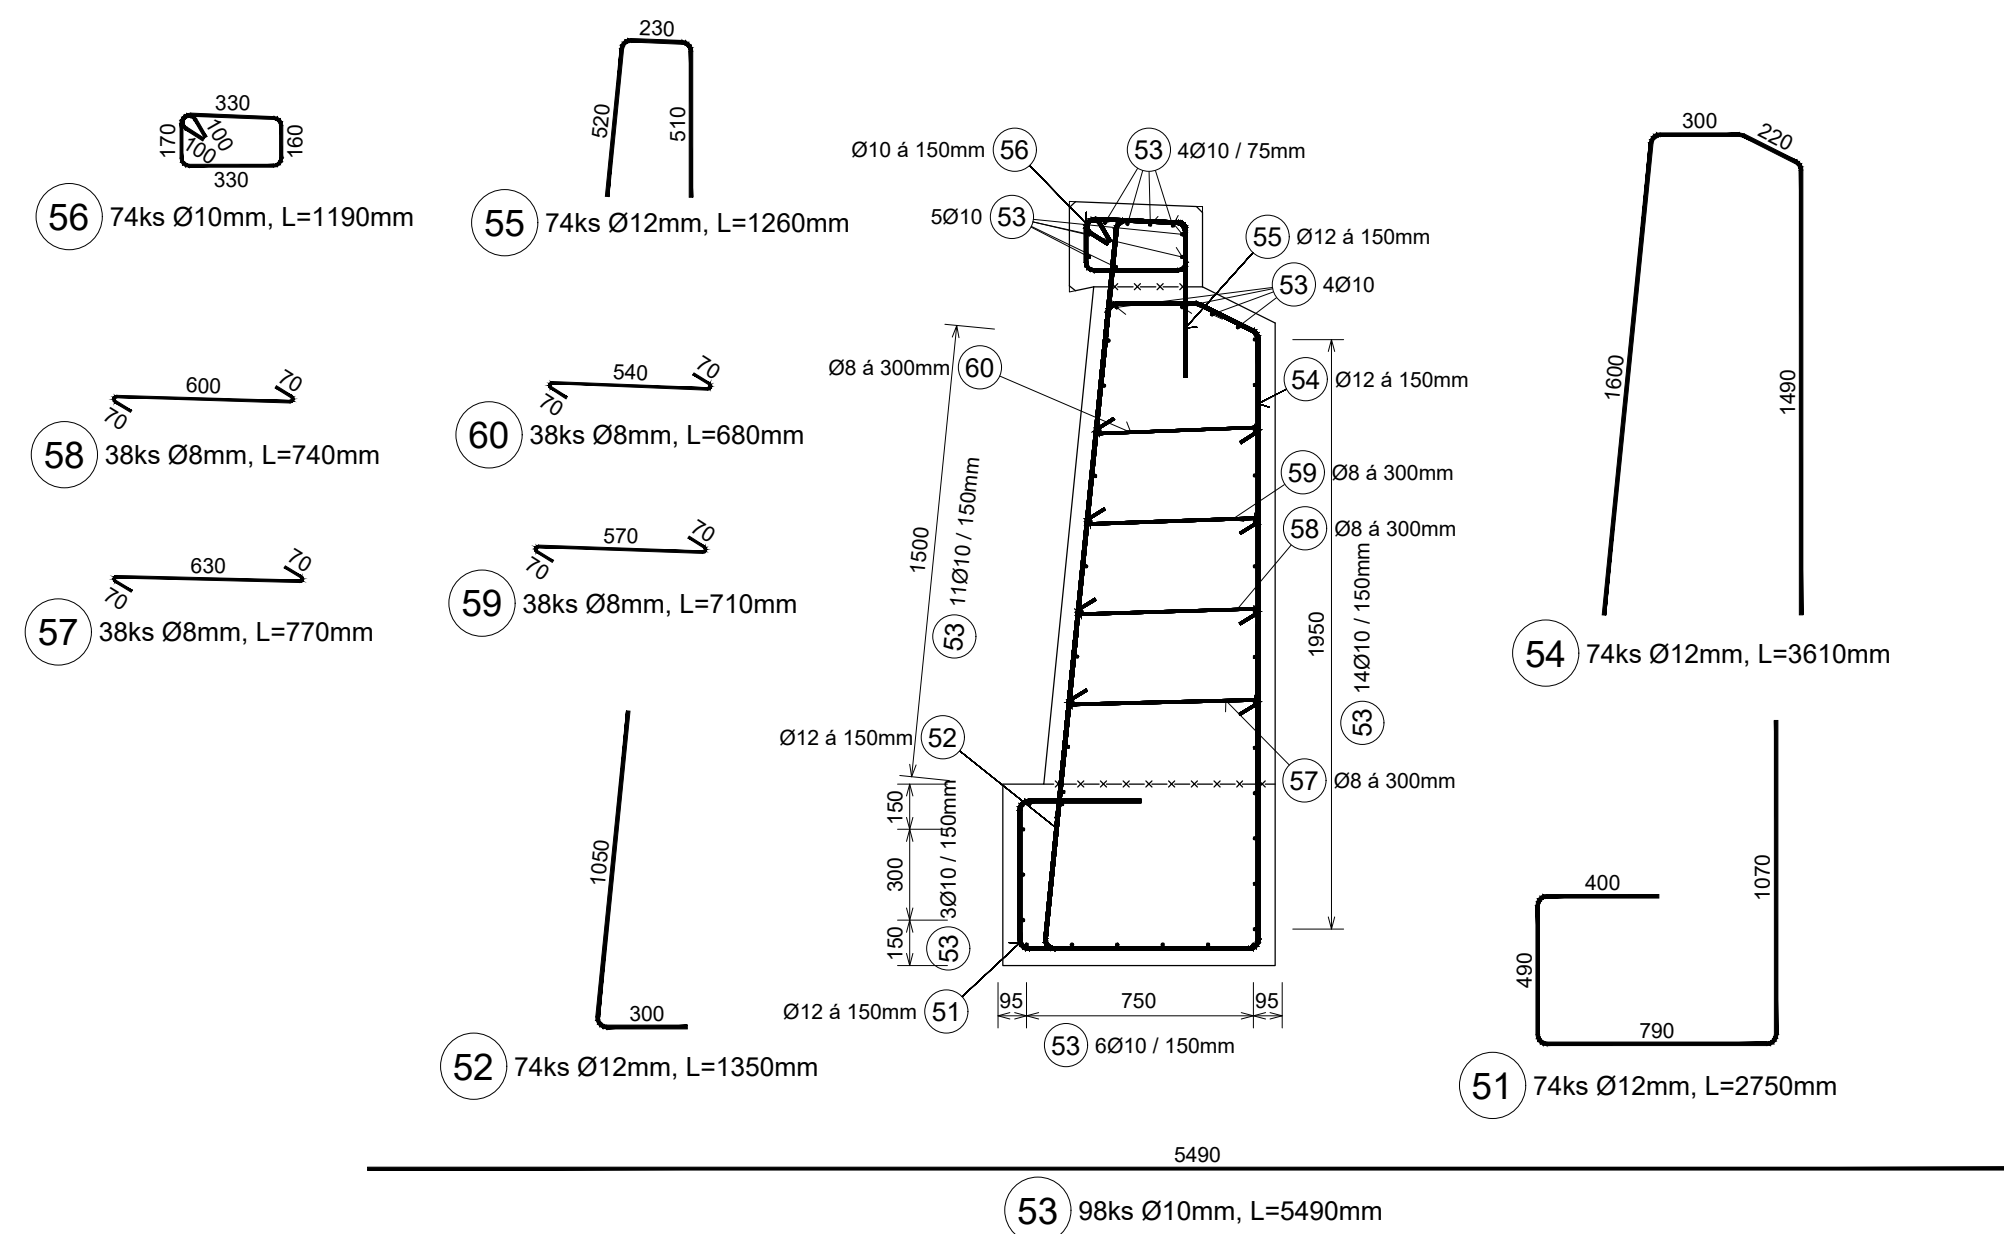 230
520
510
55 74ks Ø12mm, L=1260mm
330
170
100
100
160
330
56 74ks Ø10mm, L=1190mm
600
70
70
58 38ks Ø8mm, L=740mm
540
70
70
60 38ks Ø8mm, L=680mm
630
70
70
57 38ks Ø8mm, L=770mm
570
70
70
59 38ks Ø8mm, L=710mm
1050
300
52 74ks Ø12mm, L=1350mm
Ø10 á 150mm 56
53 4Ø10 / 75mm
5Ø10 53
55 Ø12 á 150mm
53 4Ø10
Ø8 á 300mm 60
54 Ø12 á 150mm
59 Ø8 á 300mm
58 Ø8 á 300mm
1500
53 11Ø10 / 150mm
1950
53 14Ø10 / 150mm
Ø12 á 150mm 52
57 Ø8 á 300mm
150
300
150
53 3Ø10 / 150mm
Ø12 á 150mm 51
95
750
95
53 6Ø10 / 150mm
300
220
1600
1490
54 74ks Ø12mm, L=3610mm
400
490
1070
790
51 74ks Ø12mm, L=2750mm
5490
53 98ks Ø10mm, L=5490mm